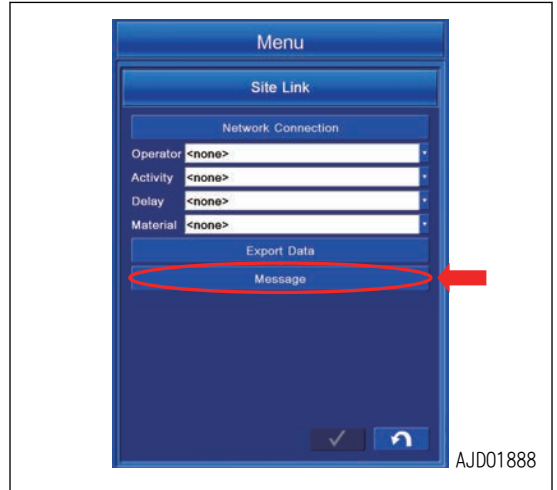 Menu
Site Link
Network Connection
Operator <none>
Activity <none>
Delay <none>
Material <none>
Export Data
Message
AJD01888